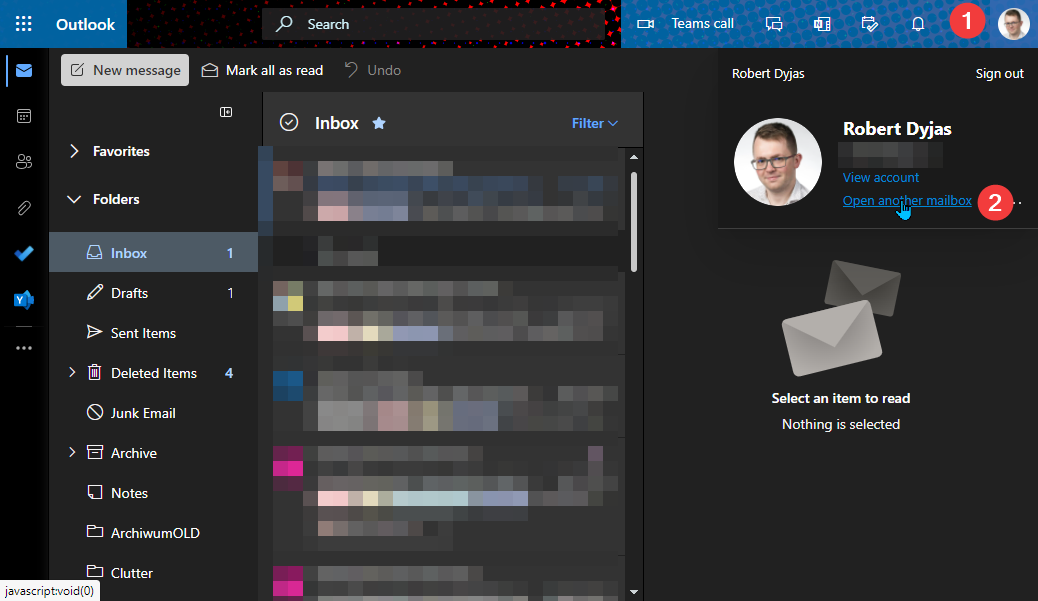 Outlook
Search
Teams call
1
New message
Mark all as read
Undo
Robert Dyjas
Sign out
Inbox
Filter
Robert Dyjas
View account
Open another mailbox
2
Favorites
Folders
Inbox 1
Drafts 1
Sent Items
Deleted Items 4
Junk Email
Archive
Notes
ArchiwumOLD
Clutter
Select an item to read
Nothing is selected
javascript:void(0)